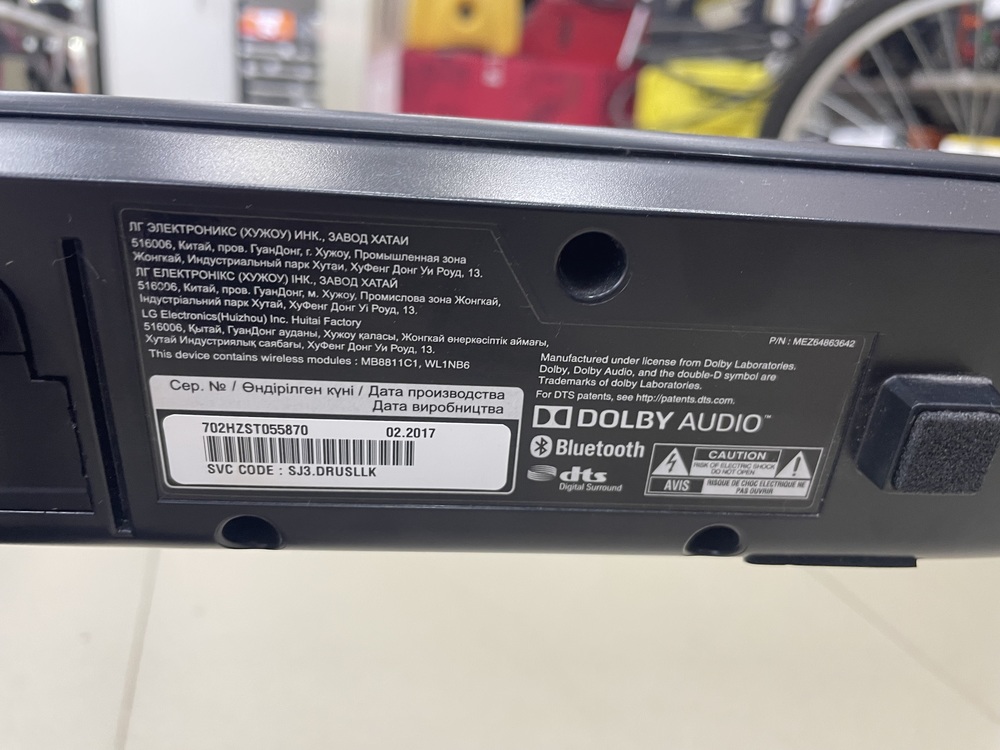 ЛГ ЭЛЕКТРОНИКС (ХУЖОУ) ИНК., ЗАВОД ХАТАИ
516006, Китай, пров. ГуанДонг, г. Хужоу, Промышленная зона
Жонгкай, Индустриальный парк Хутаи, ХуФенг Донг Уи Роуд, 13.
ЛГ ЕЛЕКТРОНІКС (ХУЖОУ) ІНК., ЗАВОД ХАТАЙ
516006, Китай, пров. ГуанДонг, м. Хужоу, Промислова зона Жонгкай,
Індустріальний парк Хутай, ХуФенг Донг Уі Роуд, 13.
LG Electronics(Huizhou) Inc. Huitai Factory
516006, Қытай, ГуанДонг ауданы, Хужоу қаласы, Жонгкай өнеркәсіптік аймағы,
Хутай Индустриялық саябағы, ХуФенг Донг Уи Роуд, 13.
This device contains wireless modules : MB8811C1, WL1NB6
Сер. № / Өндірілген күні / Дата производства
Дата виробництва
702HZST055870 02.2017
SVC CODE : SJ3.DRUSLLK
P/N : MEZ64863642
Manufactured under license from Dolby Laboratories.
Dolby, Dolby Audio, and the double-D symbol are
Trademarks of dolby Laboratories.
For DTS patents, see http://patents.dts.com.
DOLBY AUDIO™
Bluetooth
dts
Digital Surround
CAUTION
RISK OF ELECTRIC SHOCK
DO NOT OPEN
AVIS
RISQUE DE CHOC ELECTRIQUE NE
PAS OUVRIR